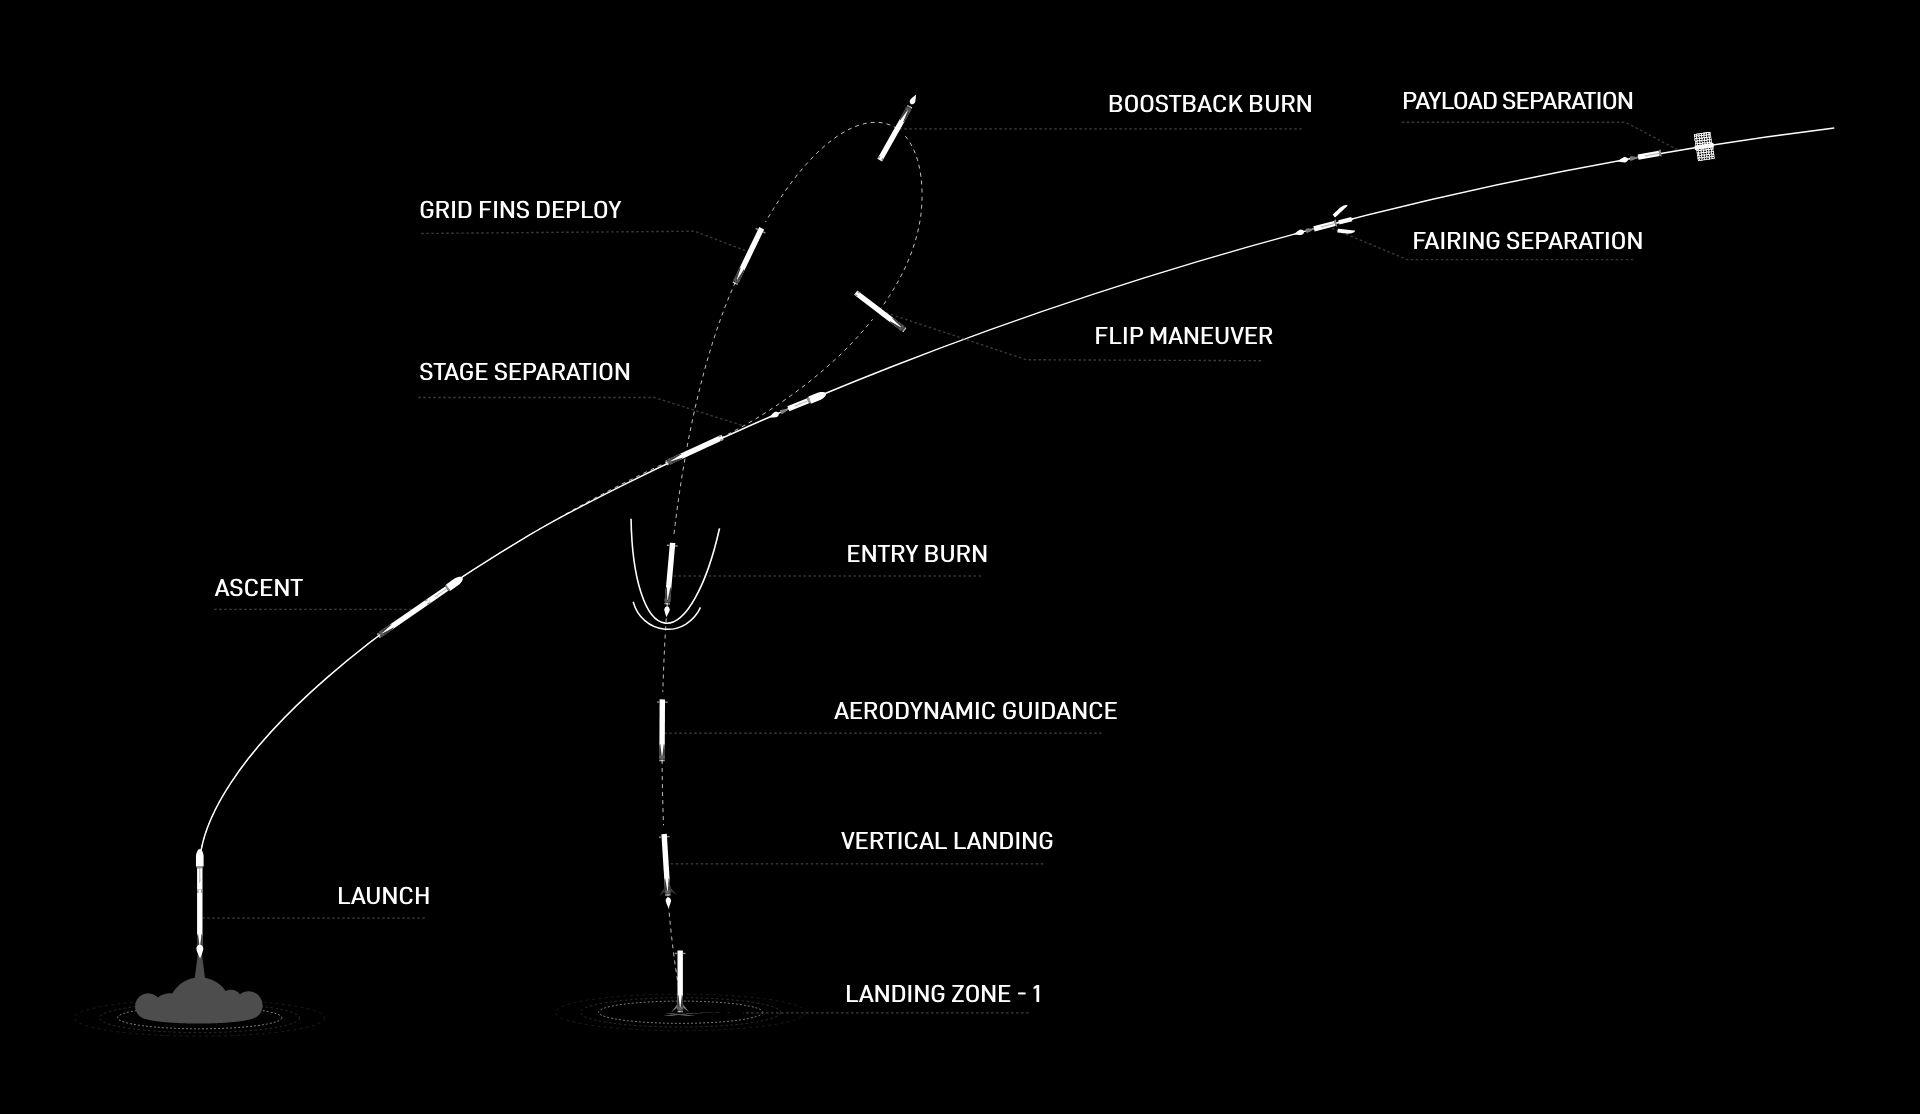 BOOSTBACK BURN
PAYLOAD SEPARATION
GRID FINS DEPLOY
FAIRING SEPARATION
FLIP MANEUVER
STAGE SEPARATION
ENTRY BURN
ASCENT
AERODYNAMIC GUIDANCE
VERTICAL LANDING
LAUNCH
LANDING ZONE - 1